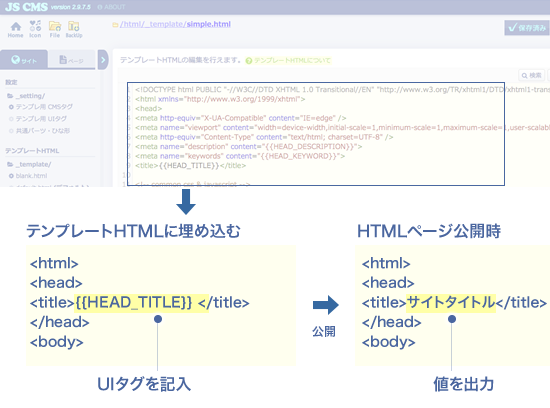 JS CMS version 2.9.7.5 ABOUT
Home Icon File BackUp
/html/_template/simple.html
保存済み
サイト ページ
テンプレートHTMLの編集を行えます。 テンプレートHTMLについて
設定
_setting/
テンプレ用 CMSタグ
テンプレ用 UIタグ
共通パーツ・ひな形
テンプレートHTML
_template/
blank.html
検索
<!DOCTYPE html PUBLIC "-//W3C//DTD XHTML 1.0 Transitional//EN" "http://www.w3.org/TR/xhtml1/DTD/xhtml1-trans
<html xmlns="http://www.w3.org/1999/xhtml">
<head>
<meta http-equiv="X-UA-Compatible" content="IE=edge" />
<meta name="viewport" content="width=device-width,initial-scale=1,minimum-scale=1,maximum-scale=1,user-scalab
<meta http-equiv="Content-Type" content="text/html; charset=UTF-8" />
<meta name="description" content="{{HEAD_DESCRIPTION}}">
<meta name="keywords" content="{{HEAD_KEYWORD}}">
<title>{{HEAD_TITLE}}</title>
<!-- common css & javascript -->
テンプレートHTMLに埋め込む
<html>
<head>
<title>{{HEAD_TITLE}} </title>
</head>
<body>
UIタグを記入
公開
HTMLページ公開時
<html>
<head>
<title>サイトタイトル</title>
</head>
<body>
値を出力